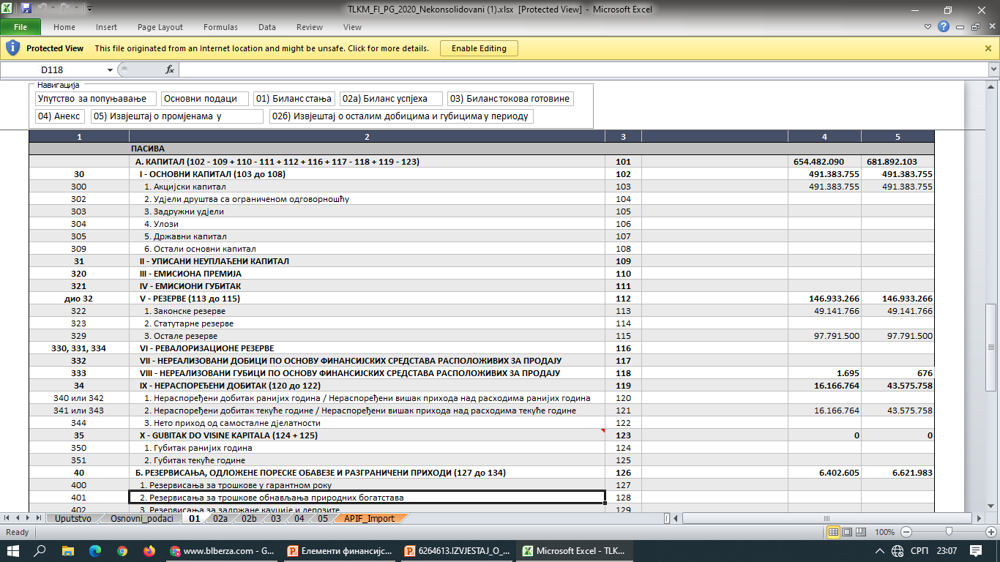 TLKM_FI_PG_2020_Nekonsolidovani (1).xlsx [Protected View] - Microsoft Excel
File Home Insert Page Layout Formulas Data Review View
Protected View This file originated from an Internet location and might be unsafe. Click for more details. Enable Editing
D118 fx
Навигација
Упутство за попуњавање Основни подаци 01) Биланс стања 02а) Биланс успјеха 03) Биланс токова готовине
04) Анекс 05) Извјештај о промјенама у 02б) Извјештај о осталим добицима и губицима у периоду
1 2 3 4 5
ПАСИВА
А. КАПИТАЛ (102 - 109 + 110 - 111 + 112 + 116 + 117 - 118 + 119 - 123) 101 654.482.090 681.892.103
30 I - ОСНОВНИ КАПИТАЛ (103 до 108) 102 491.383.755 491.383.755
300 1. Акцијски капитал 103 491.383.755 491.383.755
302 2. Удјели друштва са ограниченом одговорношћу 104
303 3. Задружни удјели 105
304 4. Улози 106
305 5. Државни капитал 107
309 6. Остали основни капитал 108
31 II - УПИСАНИ НЕУПЛАЋЕНИ КАПИТАЛ 109
320 III - ЕМИСИОНА ПРЕМИЈА 110
321 IV - ЕМИСИОНИ ГУБИТАК 111
дио 32 V - РЕЗЕРВЕ (113 до 115) 112 146.933.266 146.933.266
322 1. Законске резерве 113 49.141.766 49.141.766
323 2. Статутарне резерве 114
329 3. Остале резерве 115 97.791.500 97.791.500
330, 331, 334 VI - РЕВАЛОРИЗАЦИОНЕ РЕЗЕРВЕ 116
332 VII - НЕРЕАЛИЗОВАНИ ДОБИЦИ ПО ОСНОВУ ФИНАНСИЈСКИХ СРЕДСТАВА РАСПОЛОЖИВИХ ЗА ПРОДАЈУ 117
333 VIII - НЕРЕАЛИЗОВАНИ ГУБИЦИ ПО ОСНОВУ ФИНАНСИЈСКИХ СРЕДСТАВА РАСПОЛОЖИВИХ ЗА ПРОДАЈУ 118 1.695 676
34 IX - НЕРАСПОРЕЂЕНИ ДОБИТАК (120 до 122) 119 16.166.764 43.575.758
340 или 342 1. Нераспоређени добитак ранијих година / Нераспоређени вишак прихода над расходима ранијих година 120
341 или 343 2. Нераспоређени добитак текуће године / Нераспоређени вишак прихода над расходима текуће године 121 16.166.764 43.575.758
344 3. Нето приход од самосталне дјелатности 122
35 X - GUBITAK DO VISINE KAPITALA (124 + 125) 123 0 0
350 1. Губитак ранијих година 124
351 2. Губитак текуће године 125
40 Б. РЕЗЕРВИСАЊА, ОДЛОЖЕНЕ ПОРЕСКЕ ОБАВЕЗЕ И РАЗГРАНИЧЕНИ ПРИХОДИ (127 до 134) 126 6.402.605 6.621.983
400 1. Резервисања за трошкове у гарантном року 127
401 2. Резервисања за трошкове обнављања природних богатстава 128
402 3. Резервисања за задржане кауције и депозите 129
Uputstvo Osnovni_podaci 01 02a 02b 03 04 05 APIF_Import
Ready 100%
www.blberza.com - G... Елементи финансијс... 6264613.IZVJESTAJ_O_... Microsoft Excel - TLK... СРП 23:07